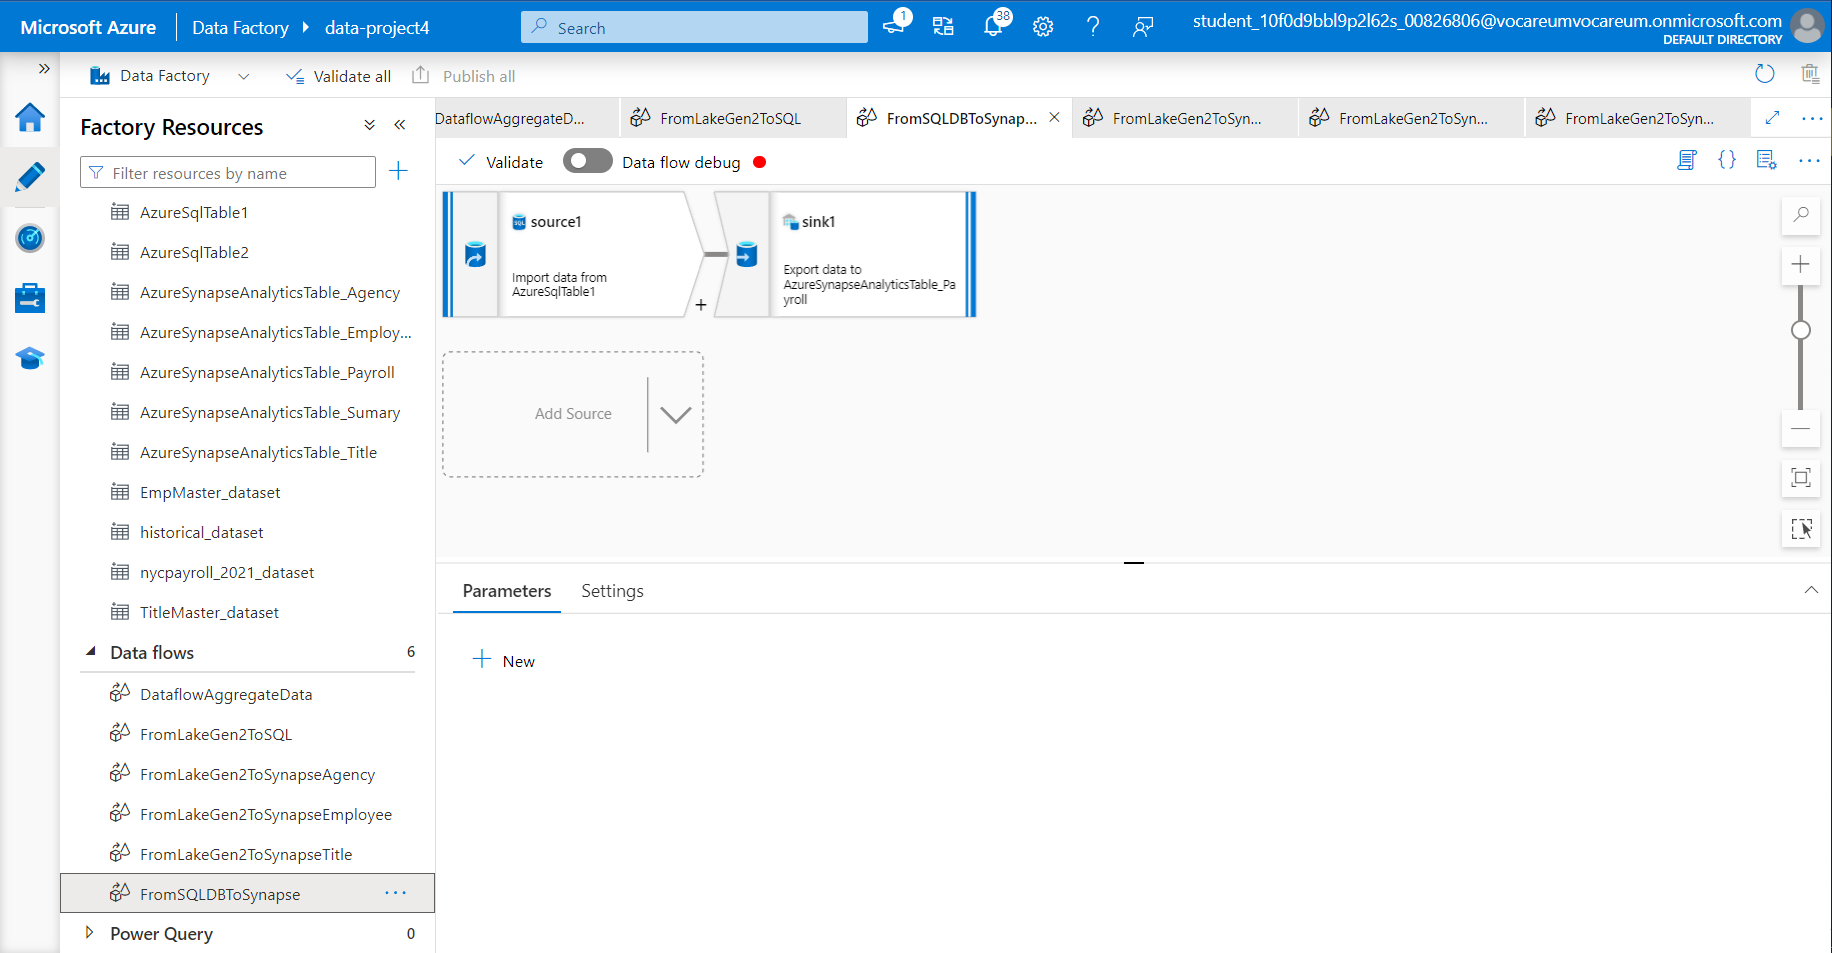 Microsoft Azure
Data Factory
data-project4
Search
1
38
?
student_10f0d9bbl9p2l62s_00826806@vocareumvocareum.onmicrosoft.com
DEFAULT DIRECTORY
Data Factory
Validate all
Publish all
Factory Resources
Filter resources by name
AzureSqlTable1
AzureSqlTable2
AzureSynapseAnalyticsTable_Agency
AzureSynapseAnalyticsTable_Employ...
AzureSynapseAnalyticsTable_Payroll
AzureSynapseAnalyticsTable_Sumary
AzureSynapseAnalyticsTable_Title
EmpMaster_dataset
historical_dataset
nycpayroll_2021_dataset
TitleMaster_dataset
Data flows
6
DataflowAggregateData
FromLakeGen2ToSQL
FromLakeGen2ToSynapseAgency
FromLakeGen2ToSynapseEmployee
FromLakeGen2ToSynapseTitle
FromSQLDBToSynapse
Power Query
0
DataflowAggregateD...
FromLakeGen2ToSQL
FromSQLDBToSynap...
FromLakeGen2ToSyn...
FromLakeGen2ToSyn...
FromLakeGen2ToSyn...
Validate
Data flow debug
SQL
source1
Import data from
AzureSqlTable1
sink1
Export data to
AzureSynapseAnalyticsTable_Pa
yroll
Add Source
Parameters
Settings
New